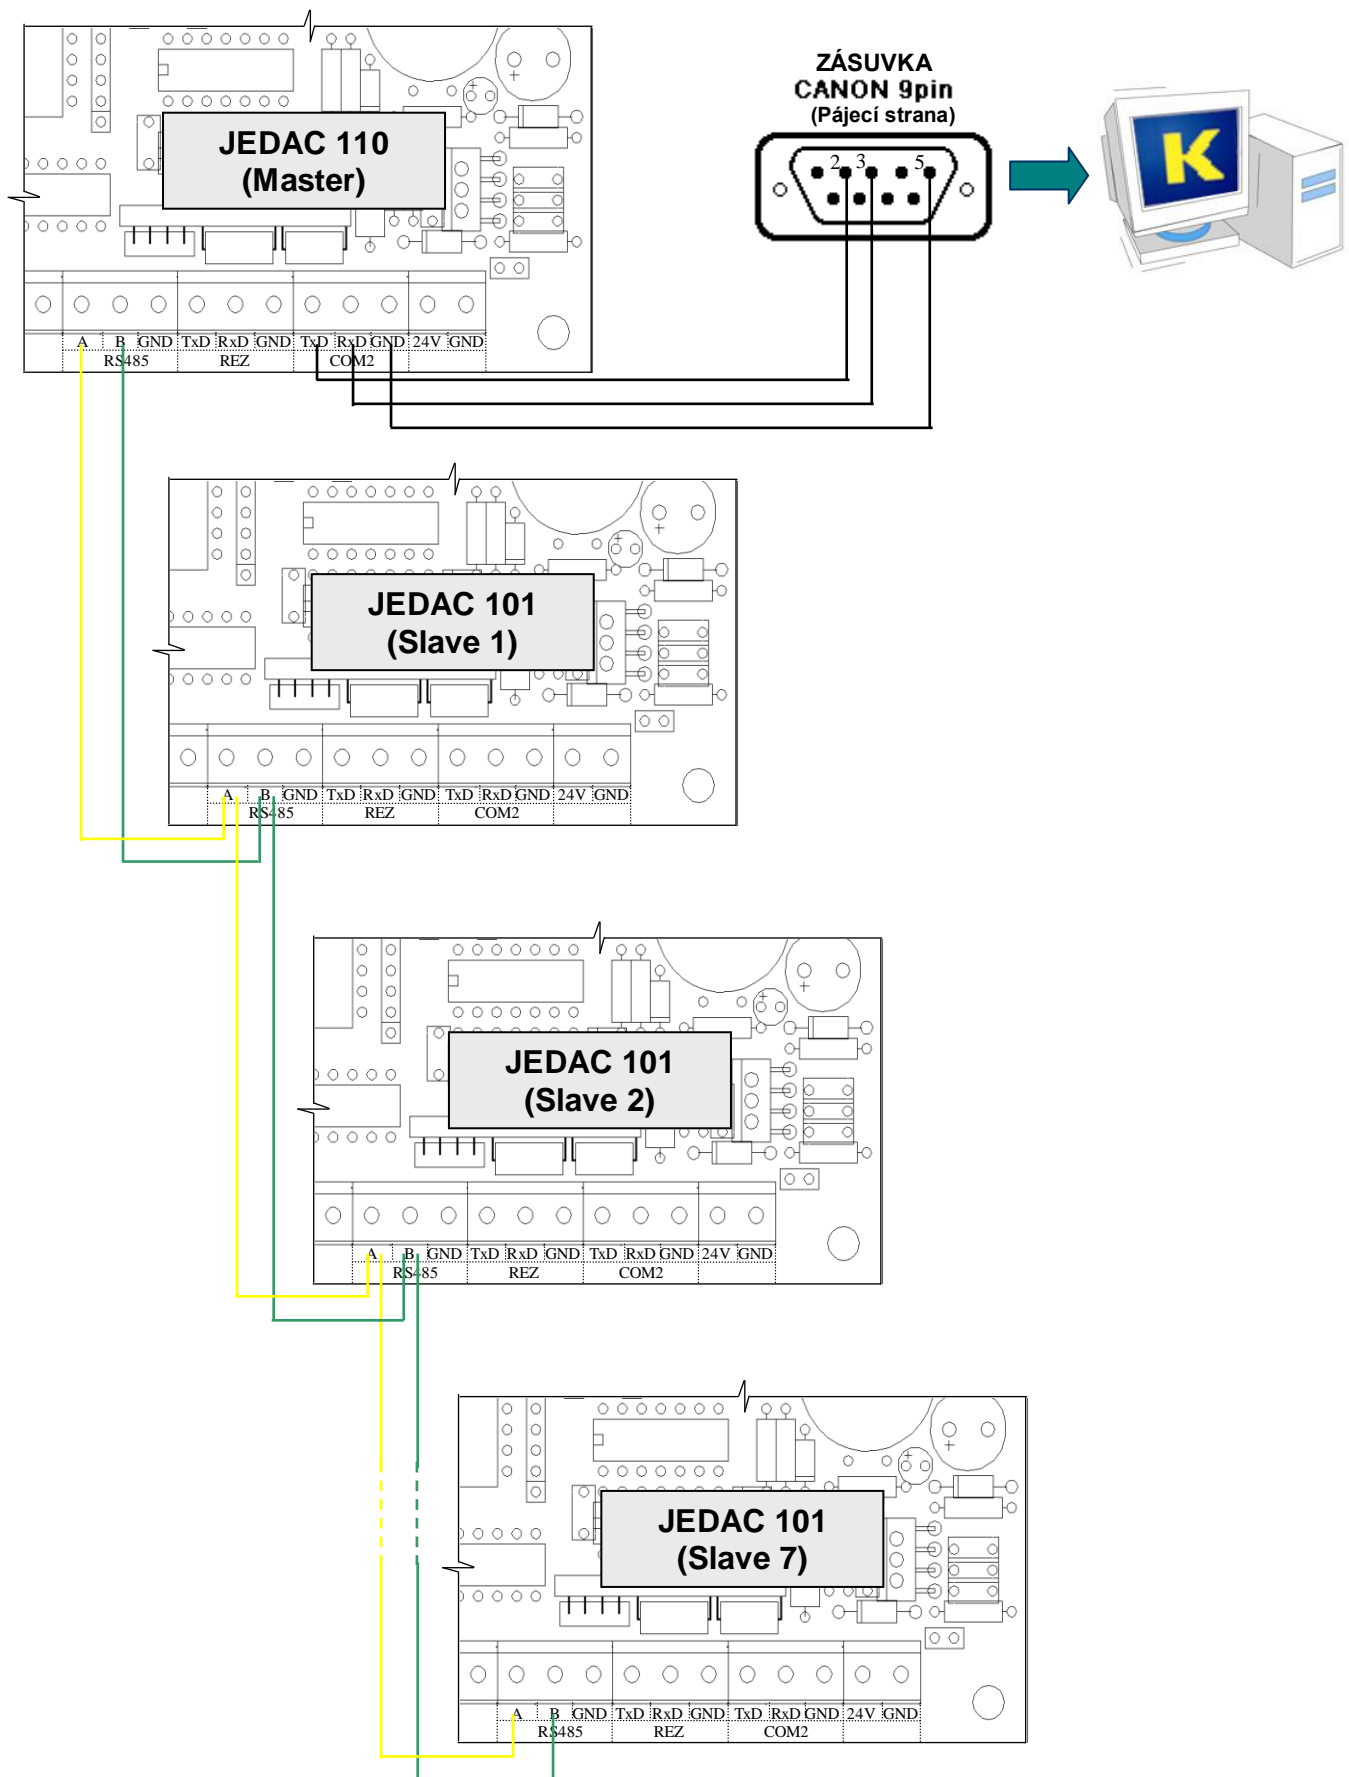 ZÁSUVKA
CANON 9pin
(Pájecí strana)
2 3 5
K
JEDAC 110
(Master)
A B GND TxD RxD GND TxD RxD GND 24V GND
RS485 REZ COM2
JEDAC 101
(Slave 1)
A B GND TxD RxD GND TxD RxD GND 24V GND
RS485 REZ COM2
JEDAC 101
(Slave 2)
A B GND TxD RxD GND TxD RxD GND 24V GND
RS485 REZ COM2
JEDAC 101
(Slave 7)
A B GND TxD RxD GND TxD RxD GND 24V GND
RS485 REZ COM2